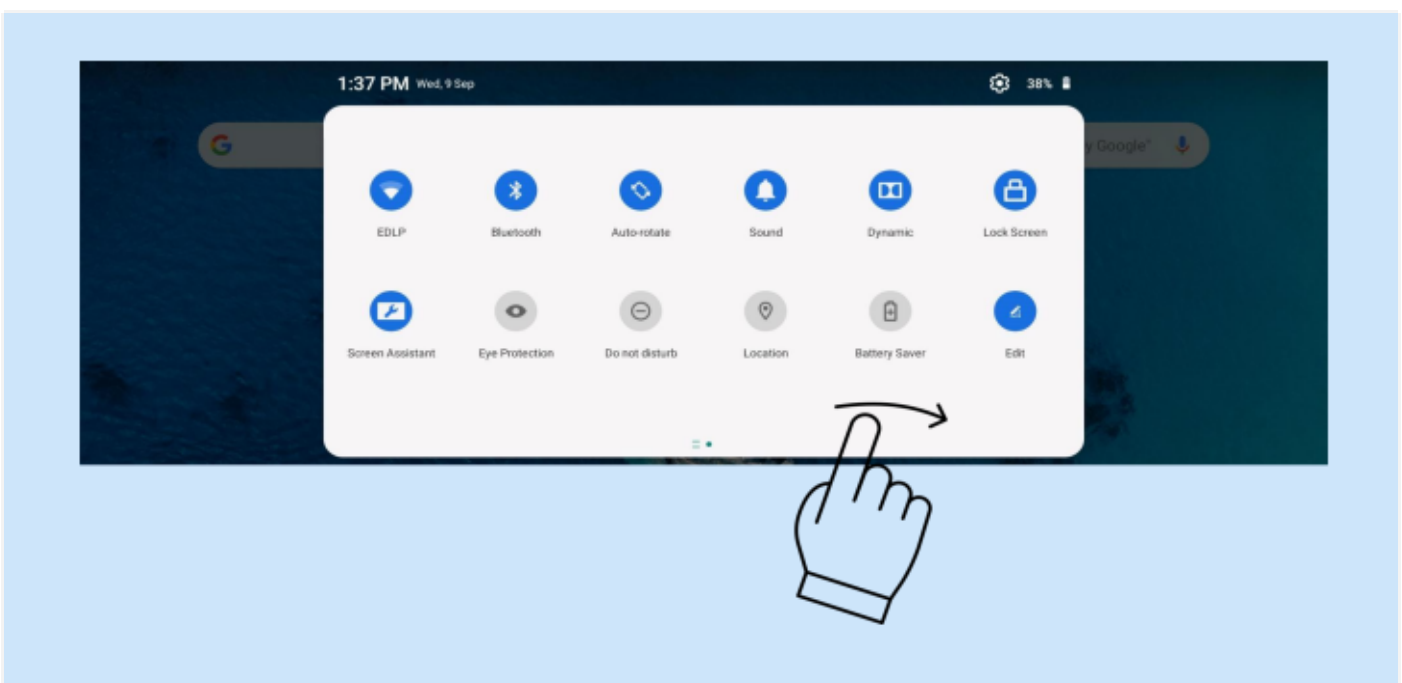 1:37 PM Wed, 9 Sep 38%
G y Google"
EDLP Bluetooth Auto-rotate Sound Dynamic Lock Screen
Screen Assistant Eye Protection Do not disturb Location Battery Saver Edit